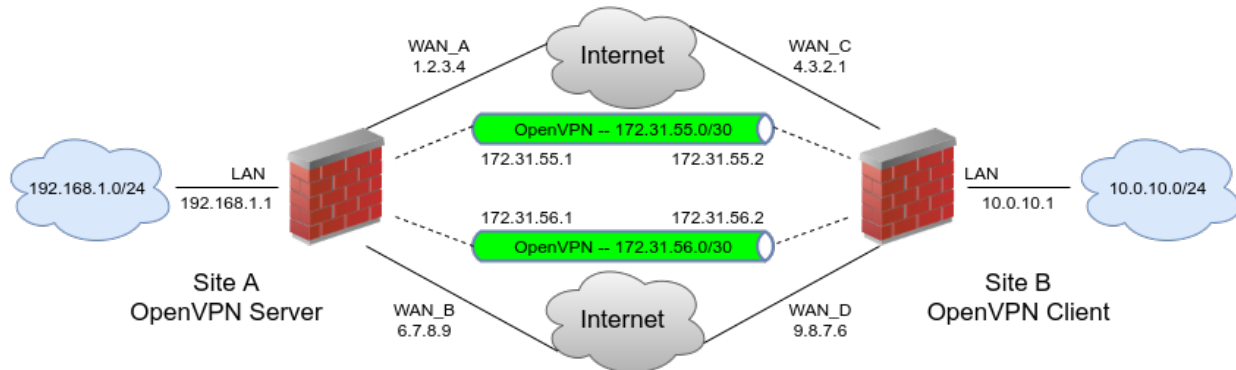 WAN_A
1.2.3.4
Internet
WAN_C
4.3.2.1
OpenVPN -- 172.31.55.0/30
172.31.55.1
172.31.55.2
192.168.1.0/24
LAN
192.168.1.1
LAN
10.0.10.1
10.0.10.0/24
172.31.56.1
172.31.56.2
OpenVPN -- 172.31.56.0/30
Site A
OpenVPN Server
Site B
OpenVPN Client
WAN_B
6.7.8.9
Internet
WAN_D
9.8.7.6